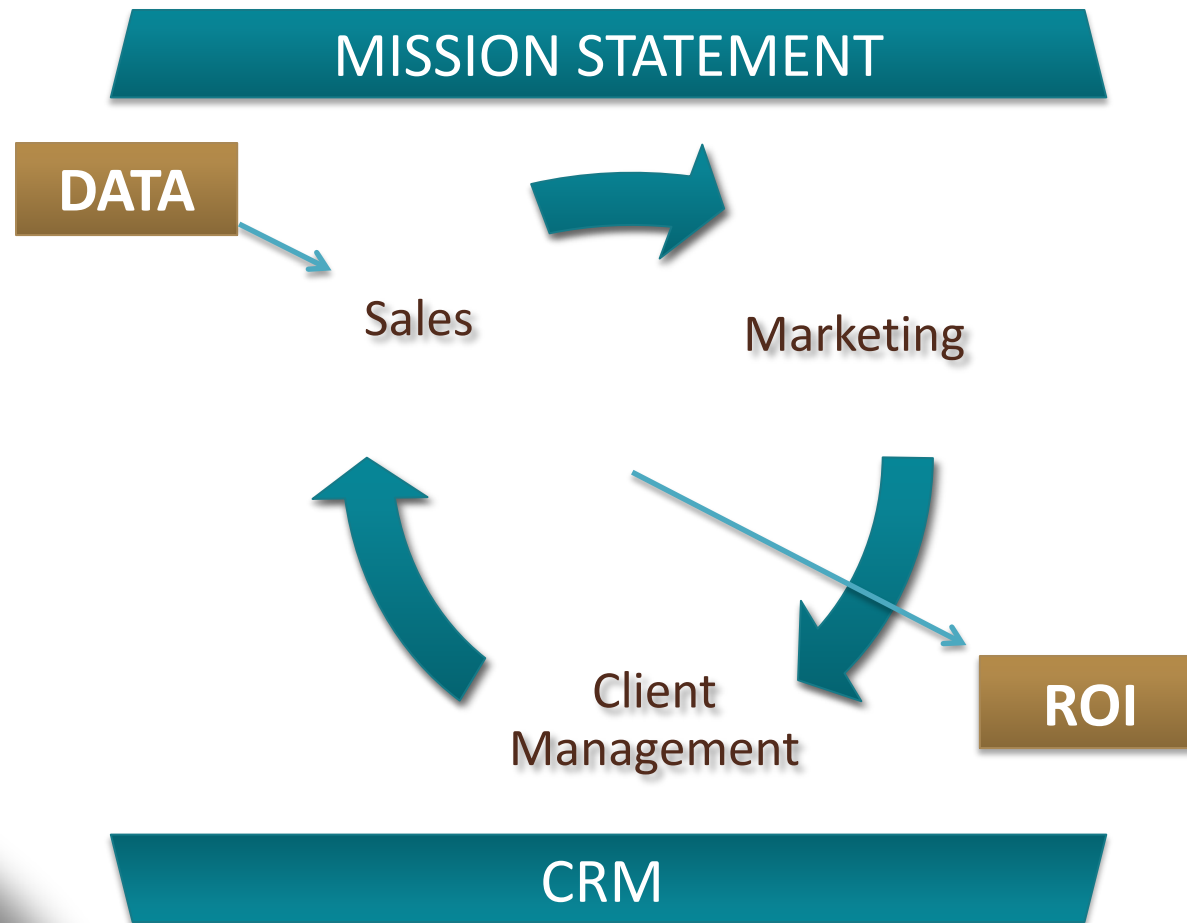 MISSION STATEMENT
DATA
Sales
Marketing
Client
Management
ROI
CRM